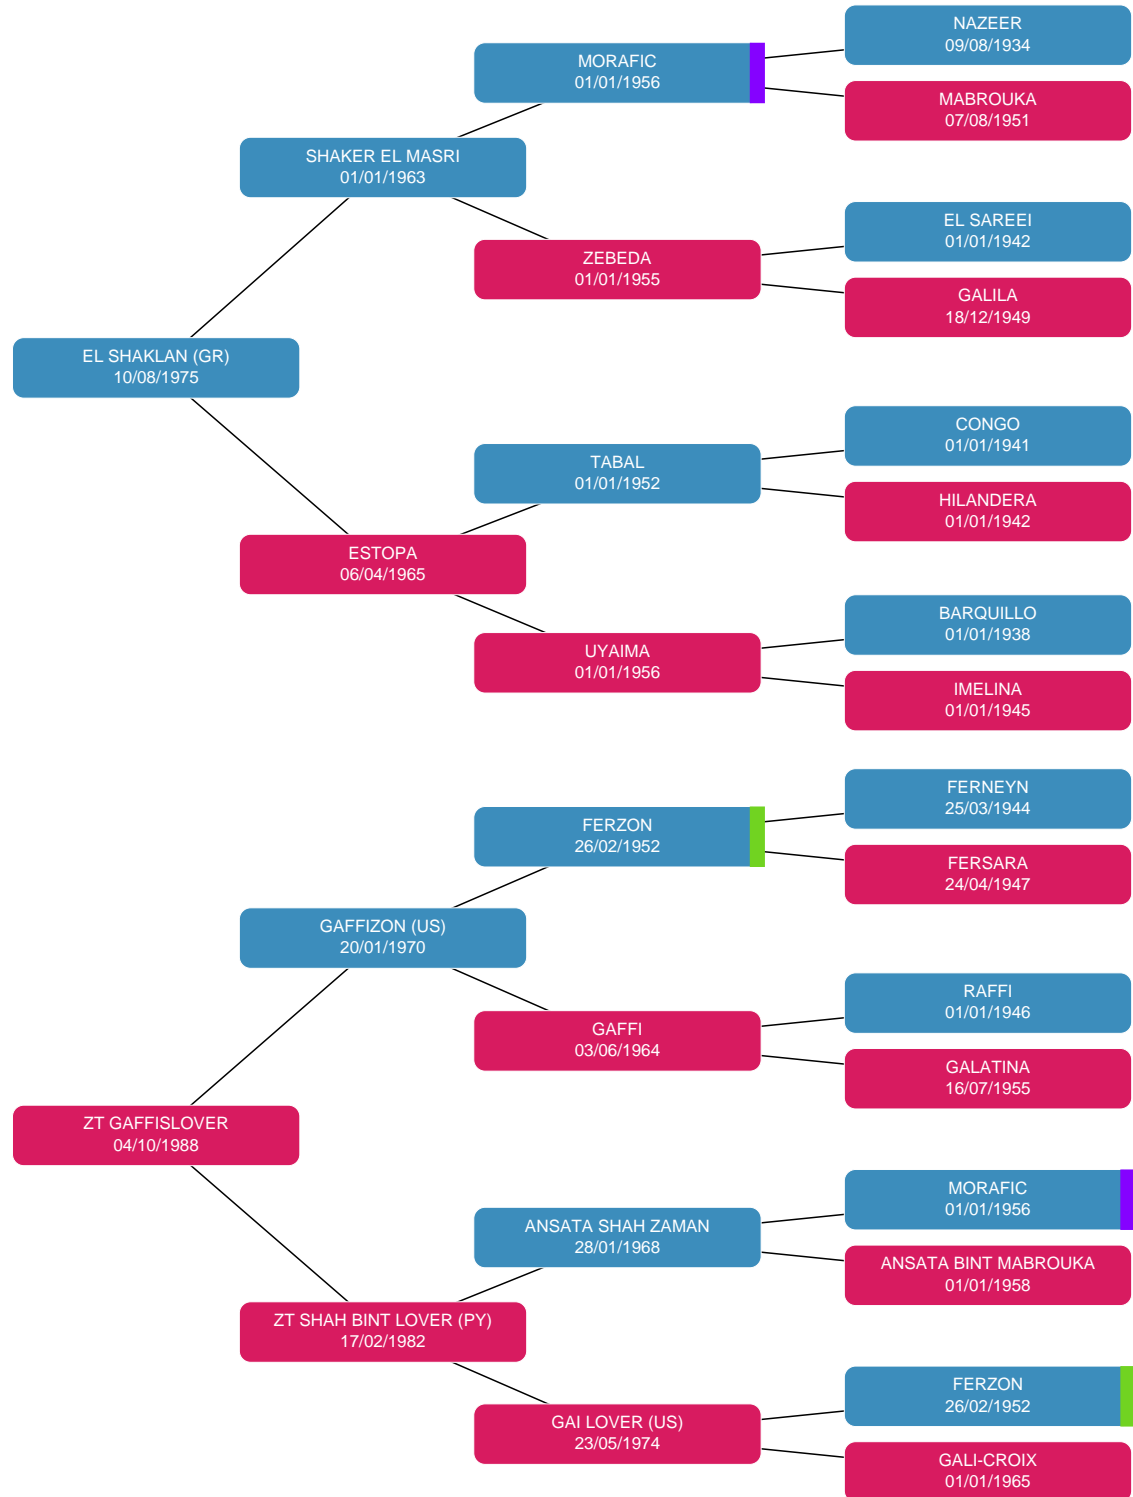 NAZEER
09/08/1934
MORAFIC
01/01/1956
MABROUKA
07/08/1951
SHAKER EL MASRI
01/01/1963
EL SAREEI
01/01/1942
ZEBEDA
01/01/1955
GALILA
18/12/1949
EL SHAKLAN (GR)
10/08/1975
CONGO
01/01/1941
TABAL
01/01/1952
HILANDERA
01/01/1942
ESTOPA
06/04/1965
BARQUILLO
01/01/1938
UYAIMA
01/01/1956
IMELINA
01/01/1945
FERNEYN
25/03/1944
FERZON
26/02/1952
FERSARA
24/04/1947
GAFFIZON (US)
20/01/1970
RAFFI
01/01/1946
GAFFI
03/06/1964
GALATINA
16/07/1955
ZT GAFFISLOVER
04/10/1988
MORAFIC
01/01/1956
ANSATA SHAH ZAMAN
28/01/1968
ANSATA BINT MABROUKA
01/01/1958
ZT SHAH BINT LOVER (PY)
17/02/1982
FERZON
26/02/1952
GAI LOVER (US)
23/05/1974
GALI-CROIX
01/01/1965